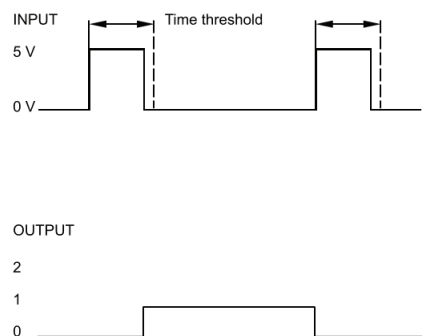 INPUT
Time threshold
5 V
0 V
OUTPUT
2
1
0